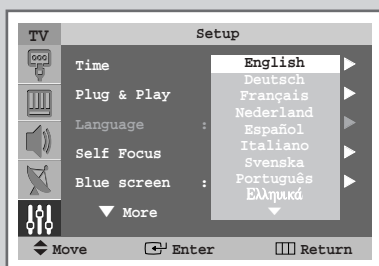 TV Setup
Time
Plug & Play
Language :
Self Focus
Blue screen :
▼ More
English
Deutsch
Français
Nederland
Español
Italiano
Svenska
Português
Ελληνικά
Move Enter Return